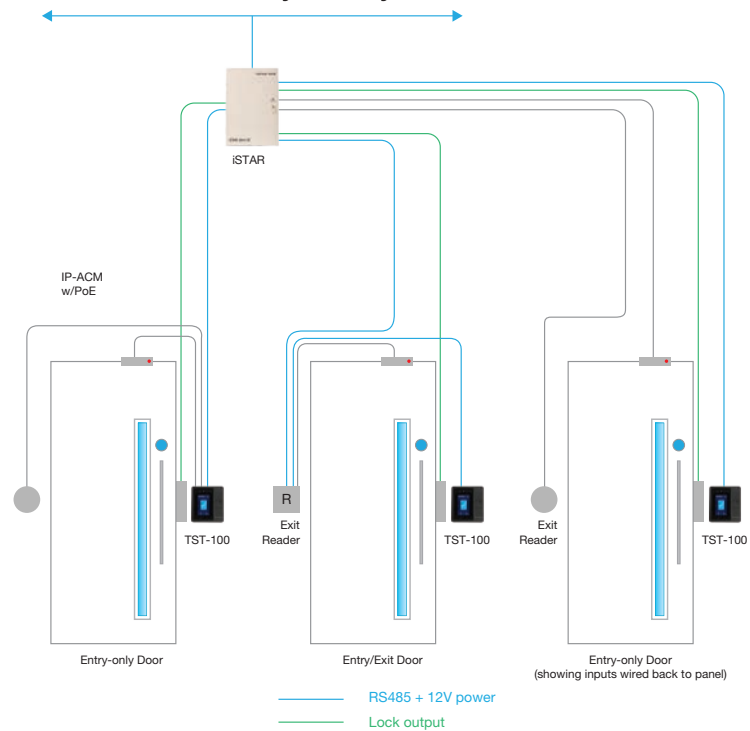 iSTAR
IP-ACM
w/PoE
R
TST-100
Exit
Reader
TST-100
Exit
Reader
TST-100
Entry-only Door
Entry/Exit Door
Entry-only Door
(showing inputs wired back to panel)
RS485 + 12V power
Lock output